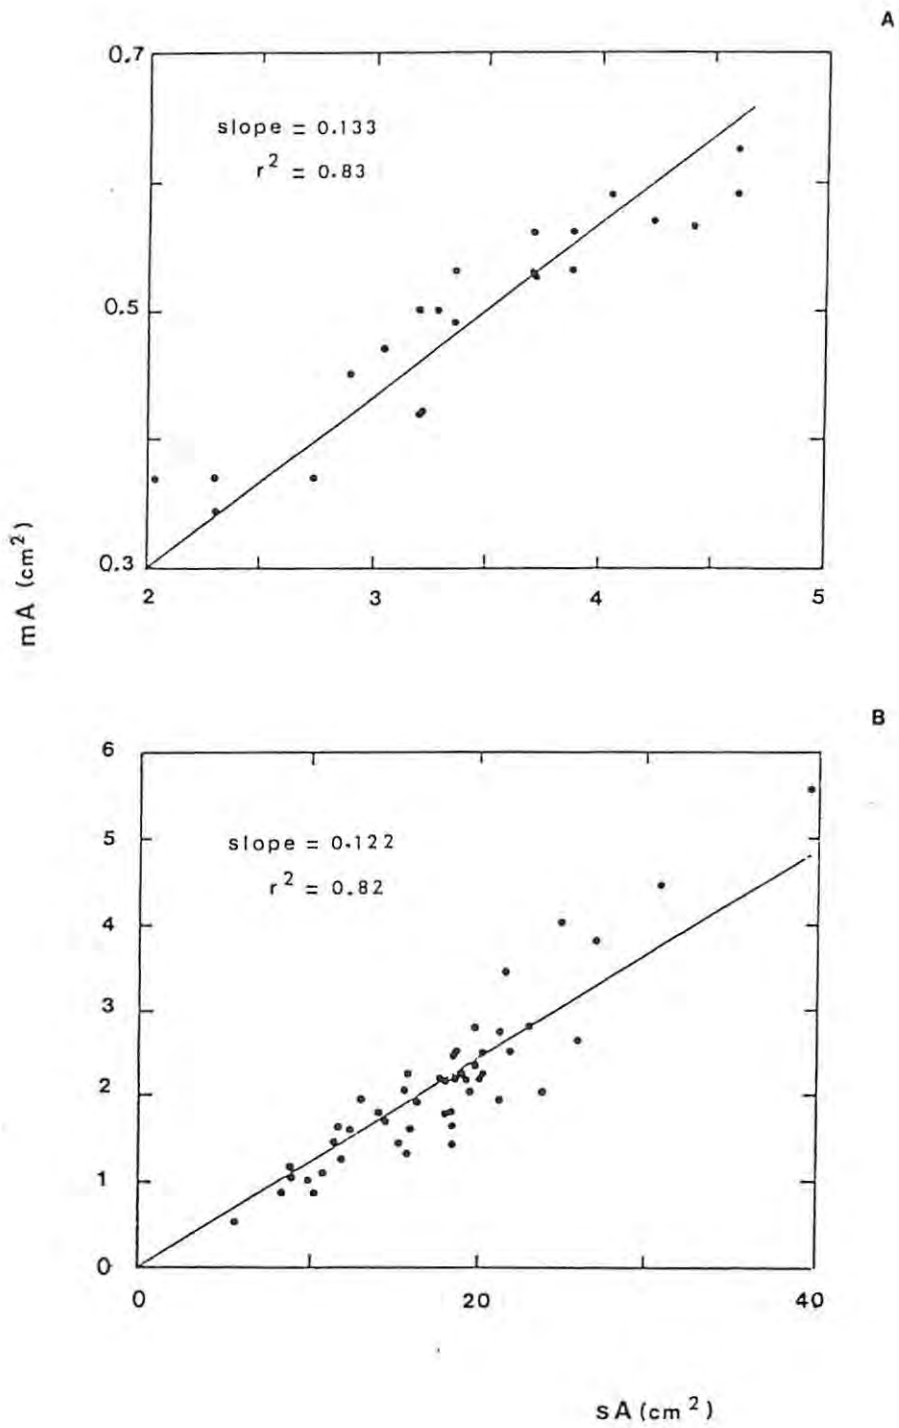 A
0.7
slope = 0.133
r² = 0.83
0.5
0.3
2 3 4 5
mA (cm²)
B
6
slope = 0.122
5
r² = 0.82
4
3
2
1
0
0 20 40
sA (cm²)